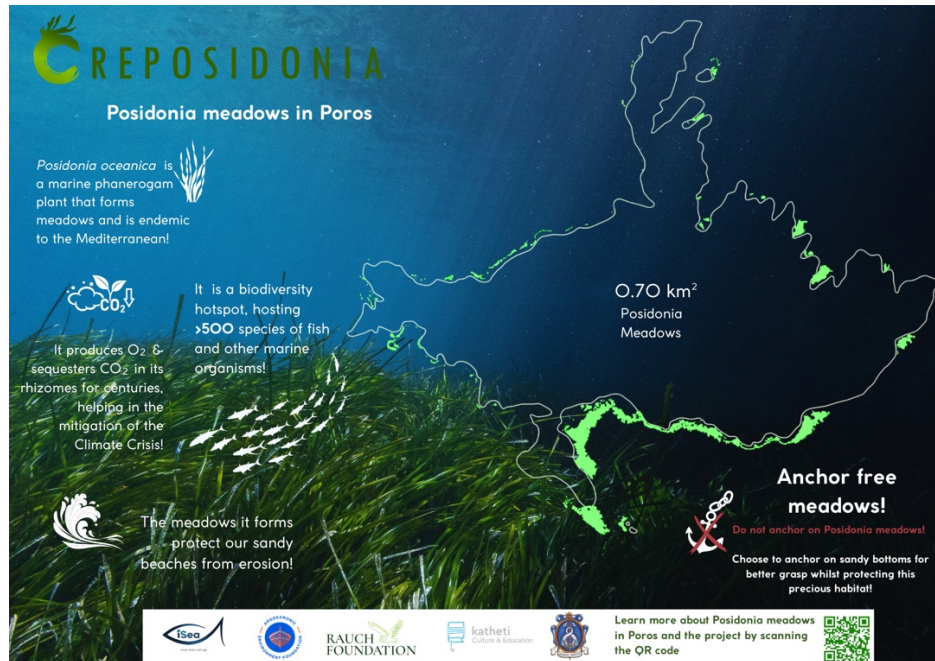 REPOSIDONIA
Posidonia meadows in Poros
Posidonia oceanica is
a marine phanerogam
plant that forms
meadows and is endemic
to the Mediterranean!
CO₂
It is a biodiversity
hotspot, hosting
>500 species of fish
and other marine
organisms!
It produces O₂ &
sequesters CO₂ in its
rhizomes for centuries,
helping in the
mitigation of the
Climate Crisis!
The meadows it forms
protect our sandy
beaches from erosion!
0.70 km²
Posidonia
Meadows
Anchor free
meadows!
Do not anchor on Posidonia meadows!
Choose to anchor on sandy bottoms for
better grasp whilst protecting this
precious habitat!
iSea
ARGOSARONIC
ENVIRONMENT FOUNDATION
RAUCH
FOUNDATION
katheti
Culture & Education
Learn more about Posidonia meadows
in Poros and the project by scanning
the QR code